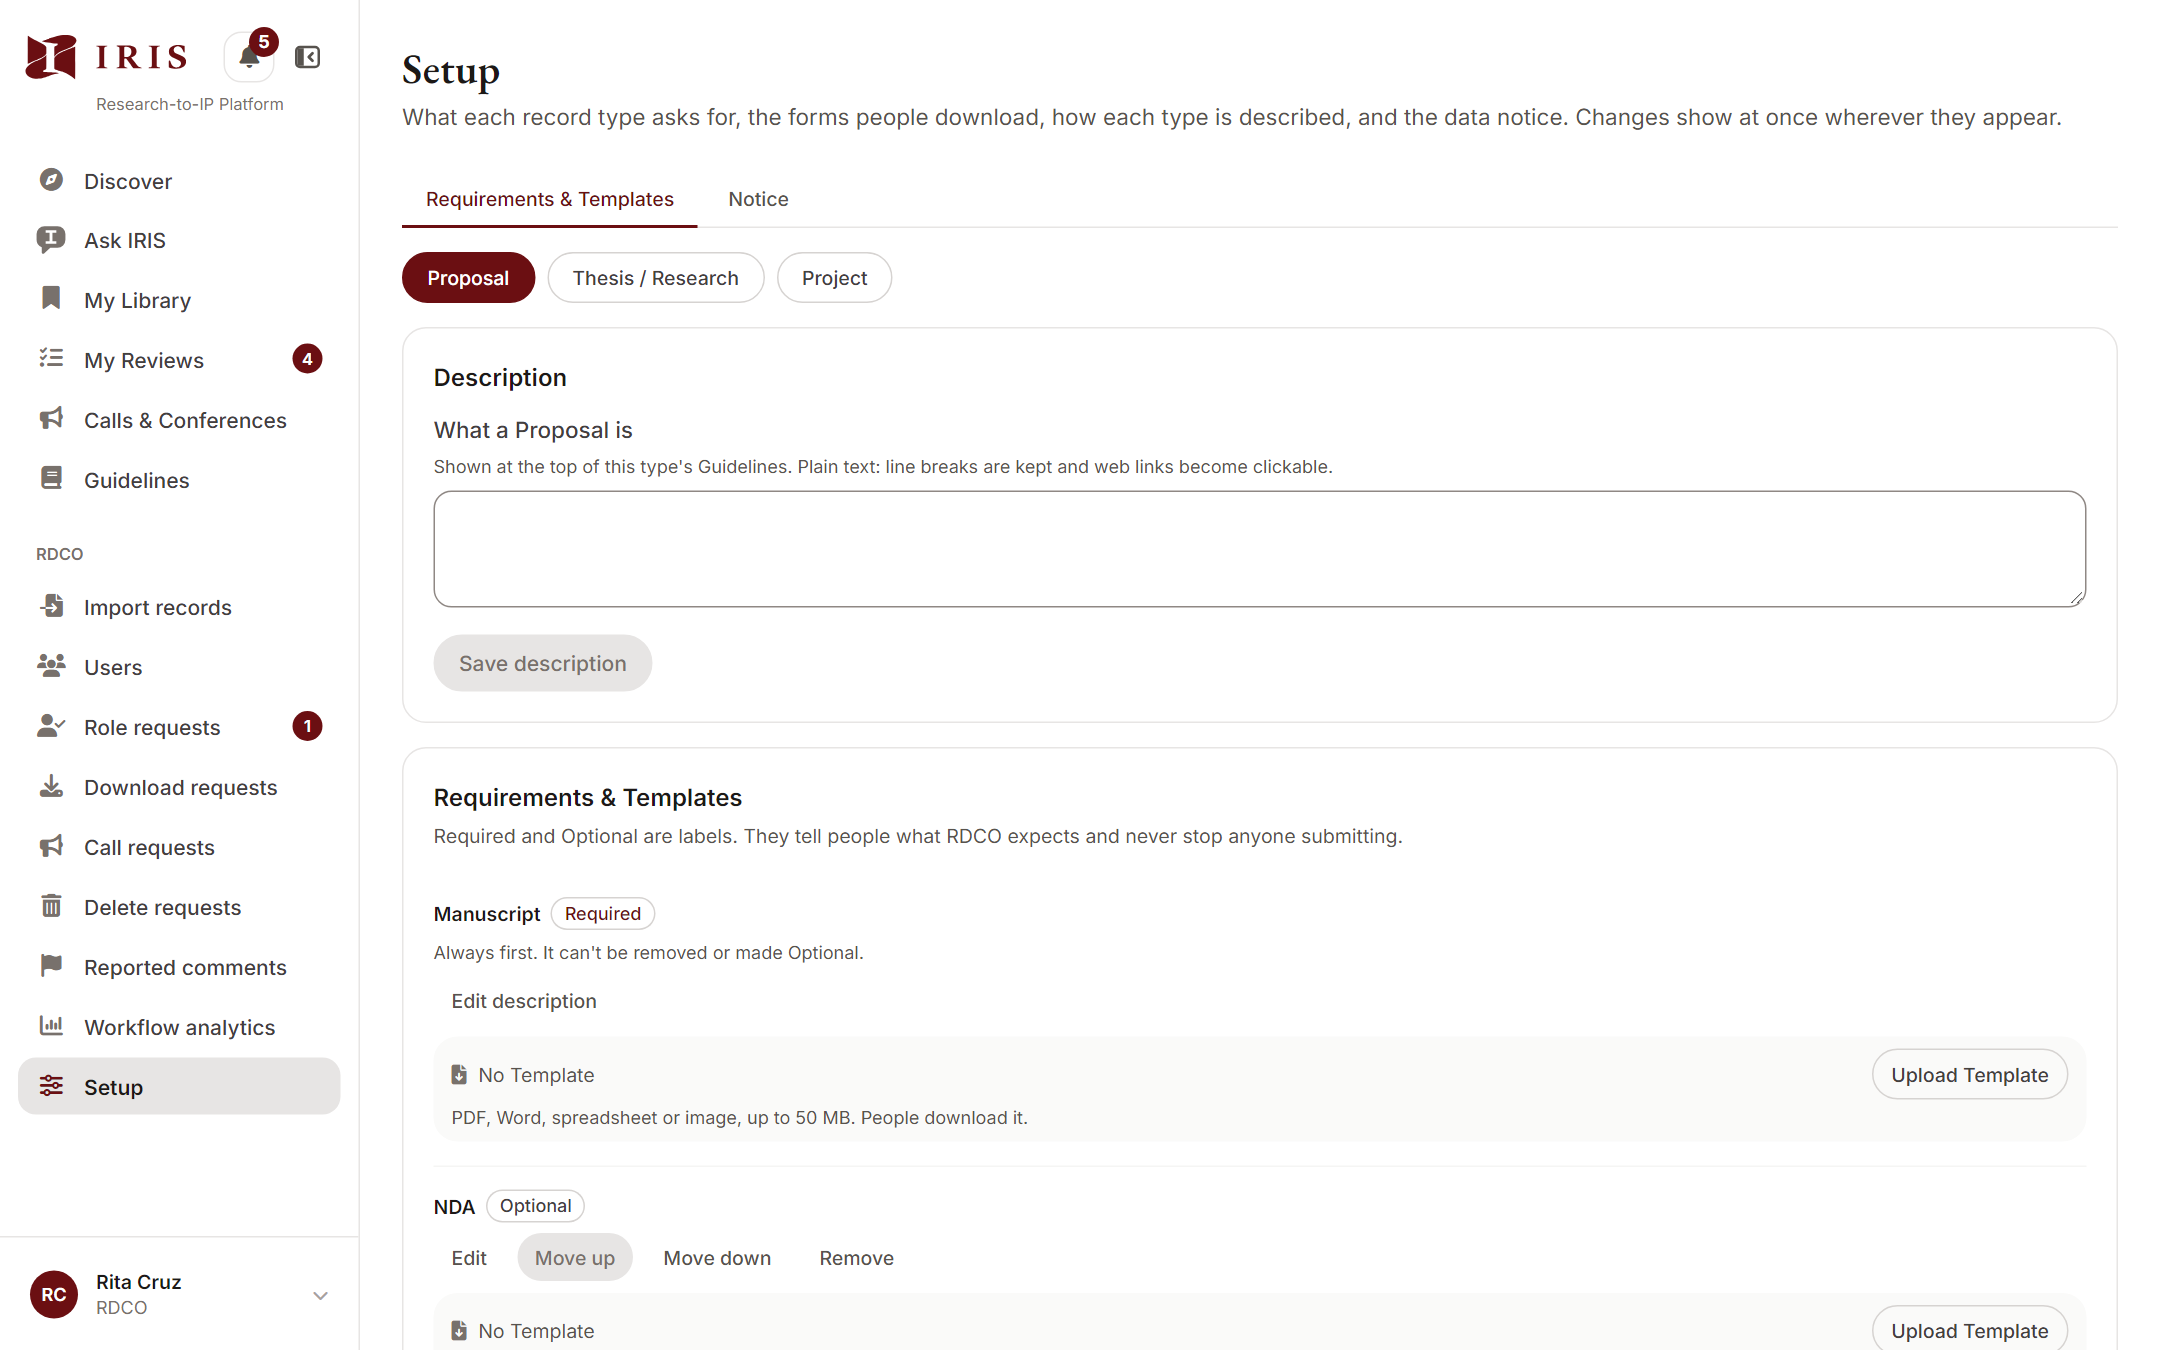 IRIS
5
Research-to-IP Platform
Discover
Ask IRIS
My Library
My Reviews
4
Calls & Conferences
Guidelines
RDCO
Import records
Users
Role requests
1
Download requests
Call requests
Delete requests
Reported comments
Workflow analytics
Setup
RC
Rita Cruz
RDCO
Setup
What each record type asks for, the forms people download, how each type is described, and the data notice. Changes show at once wherever they appear.
Requirements & Templates
Notice
Proposal
Thesis / Research
Project
Description
What a Proposal is
Shown at the top of this type's Guidelines. Plain text: line breaks are kept and web links become clickable.
Save description
Requirements & Templates
Required and Optional are labels. They tell people what RDCO expects and never stop anyone submitting.
Manuscript
Required
Always first. It can't be removed or made Optional.
Edit description
No Template
Upload Template
PDF, Word, spreadsheet or image, up to 50 MB. People download it.
NDA
Optional
Edit
Move up
Move down
Remove
No Template
Upload Template